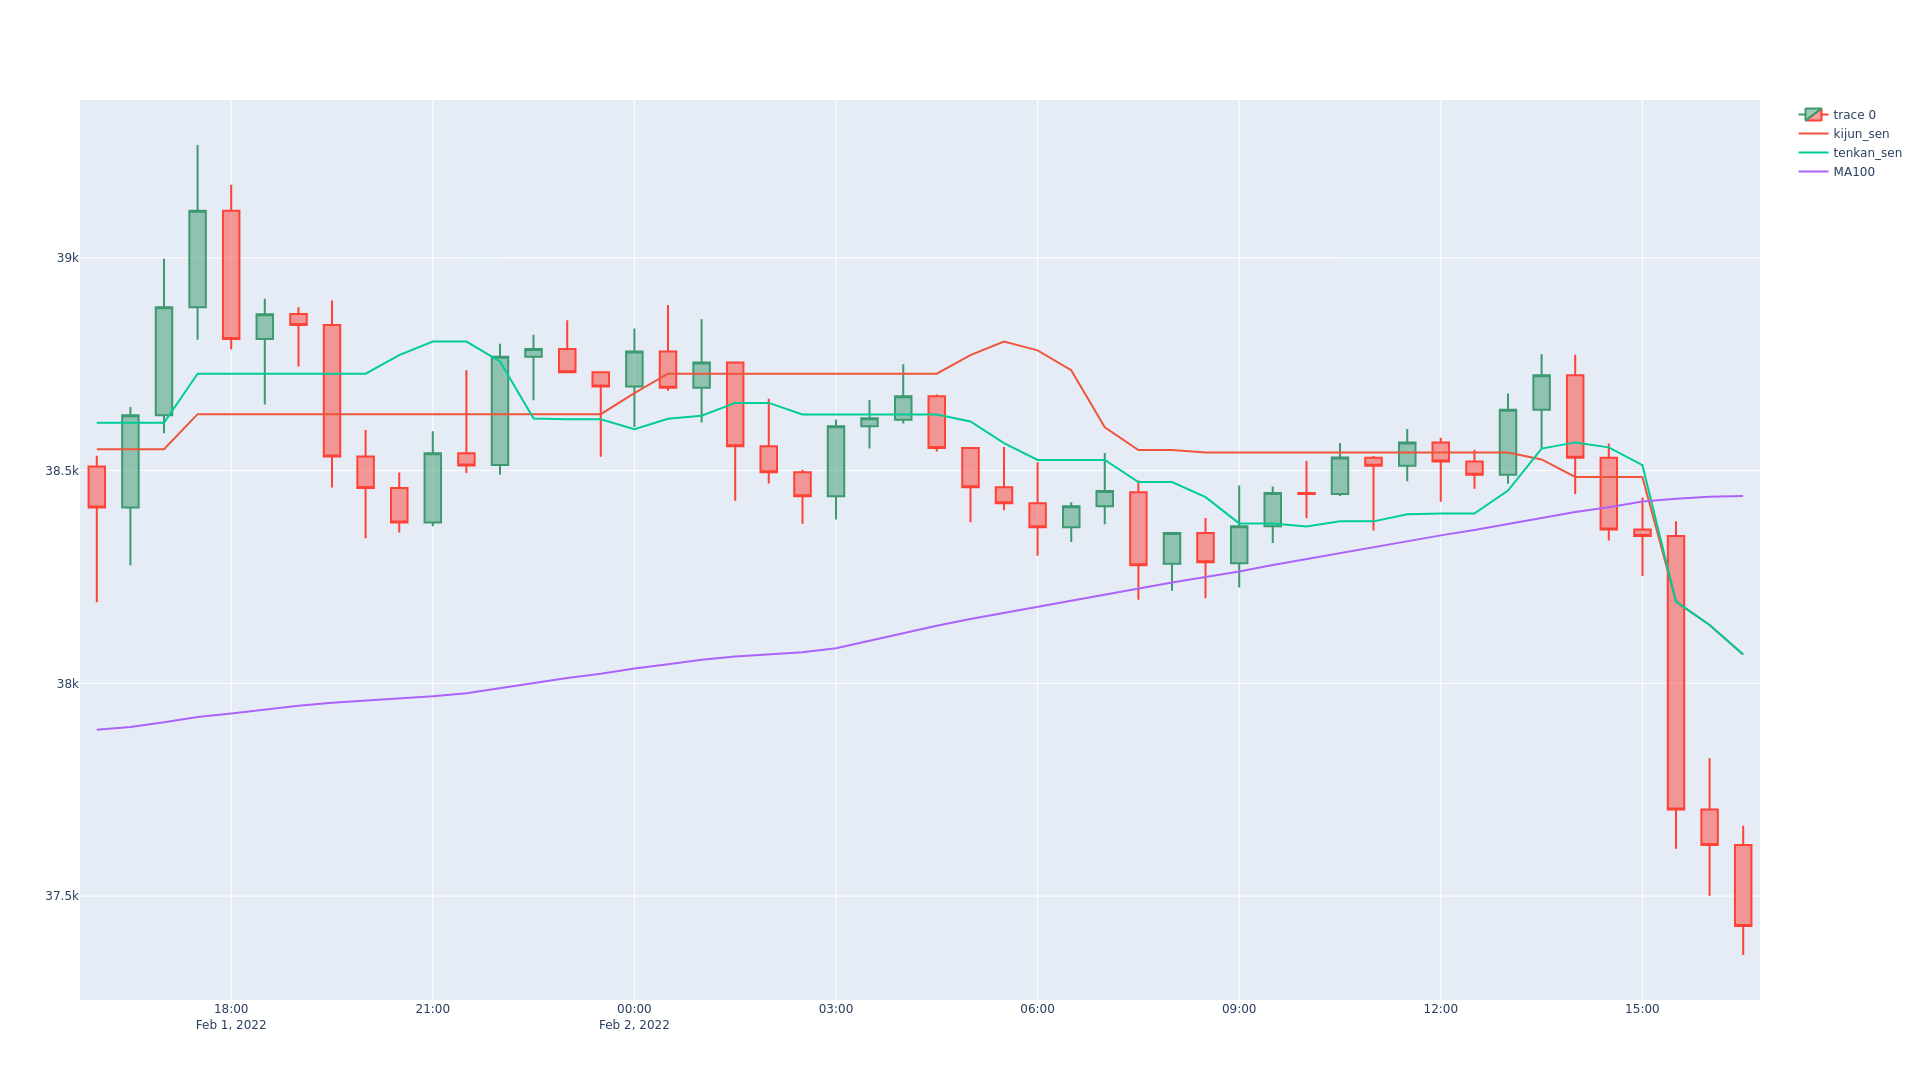 trace 0
kijun_sen
tenkan_sen
MA100
39k
38.5k
38k
37.5k
18:00 21:00 00:00 03:00 06:00 09:00 12:00 15:00
Feb 1, 2022 Feb 2, 2022